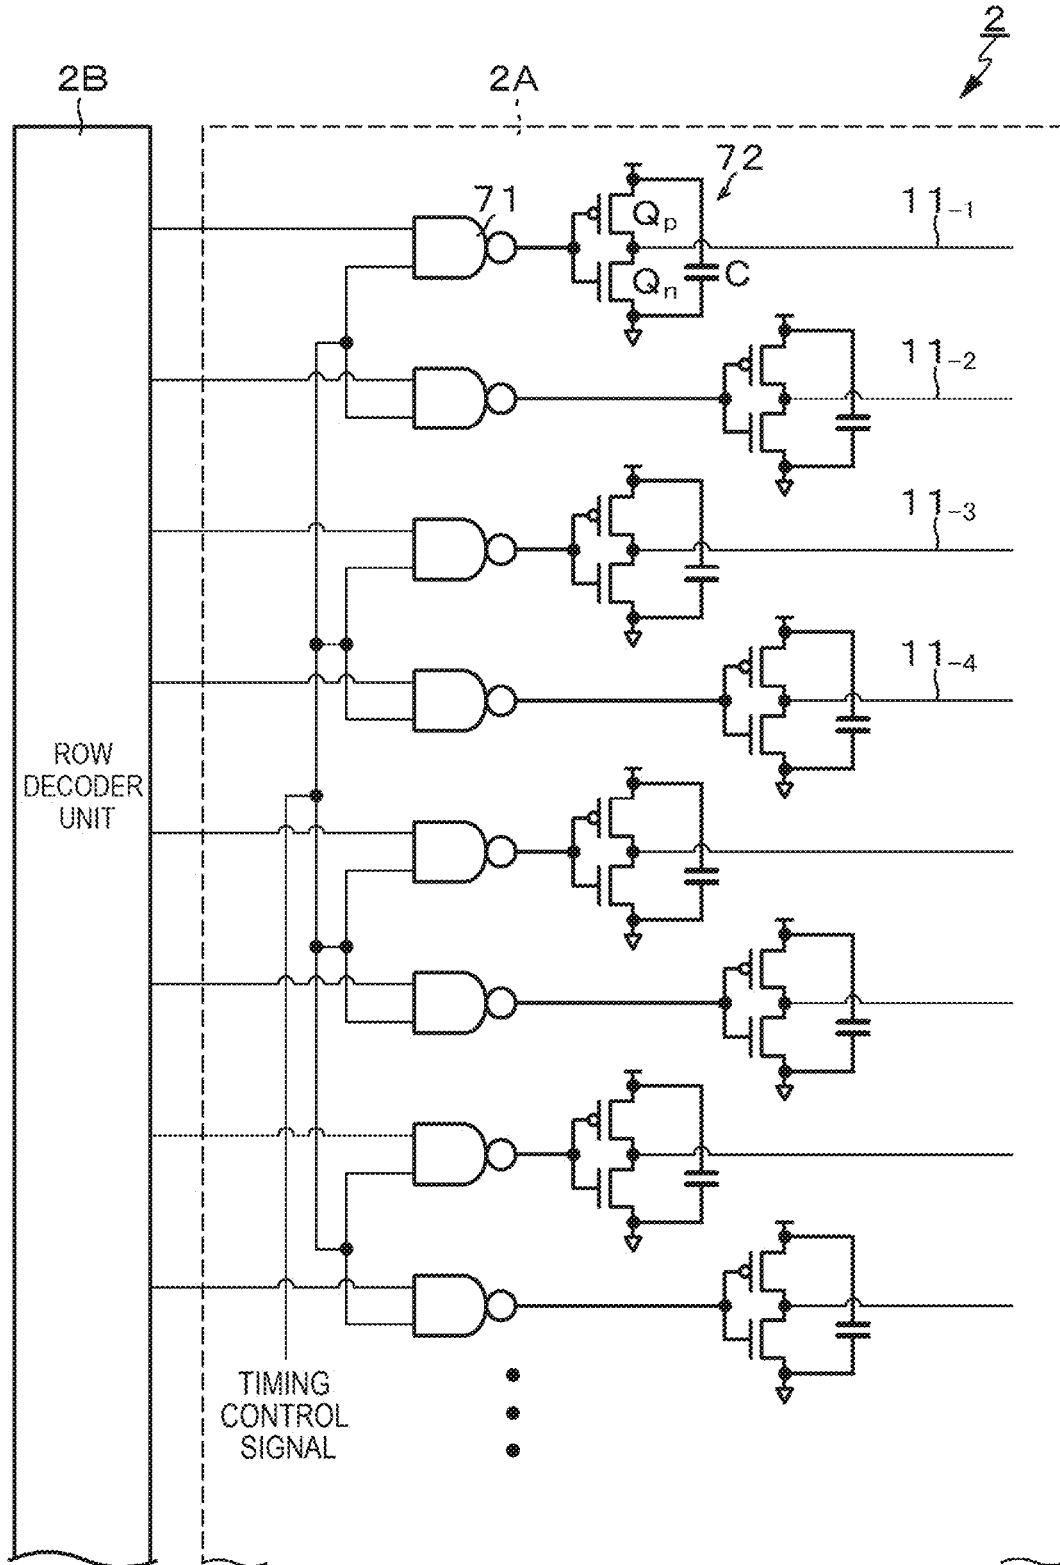 2
2B
2A
72
71
11-1
Qp
Qn
C
11-2
11-3
11-4
ROW
DECODER
UNIT
TIMING
CONTROL
SIGNAL